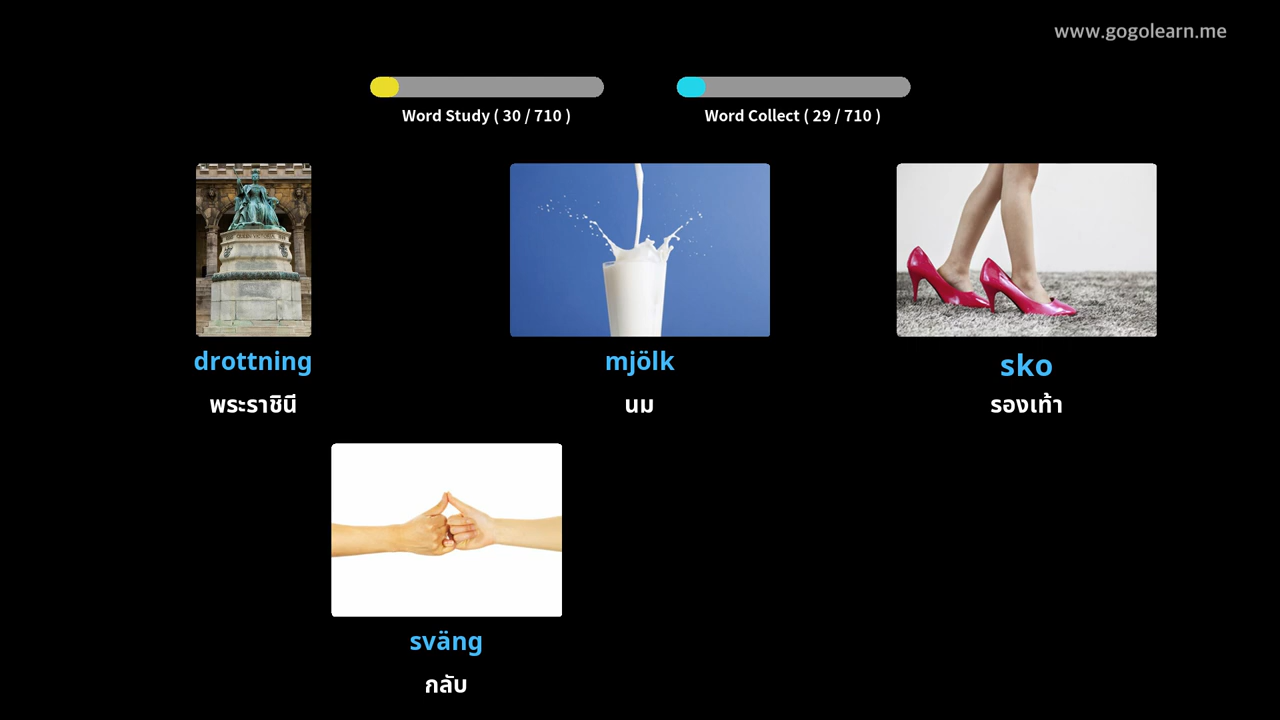 www.gogolearn.me
Word Study ( 30 / 710 )
Word Collect ( 29 / 710 )
drottning
mjölk
sko
พระราชินี
นม
รองเท้า
sväng
กลับ